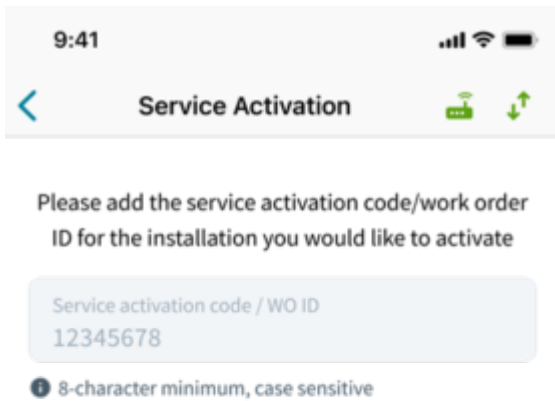 9:41
Service Activation
Please add the service activation code/work order
ID for the installation you would like to activate
Service activation code / WO ID
12345678
8-character minimum, case sensitive